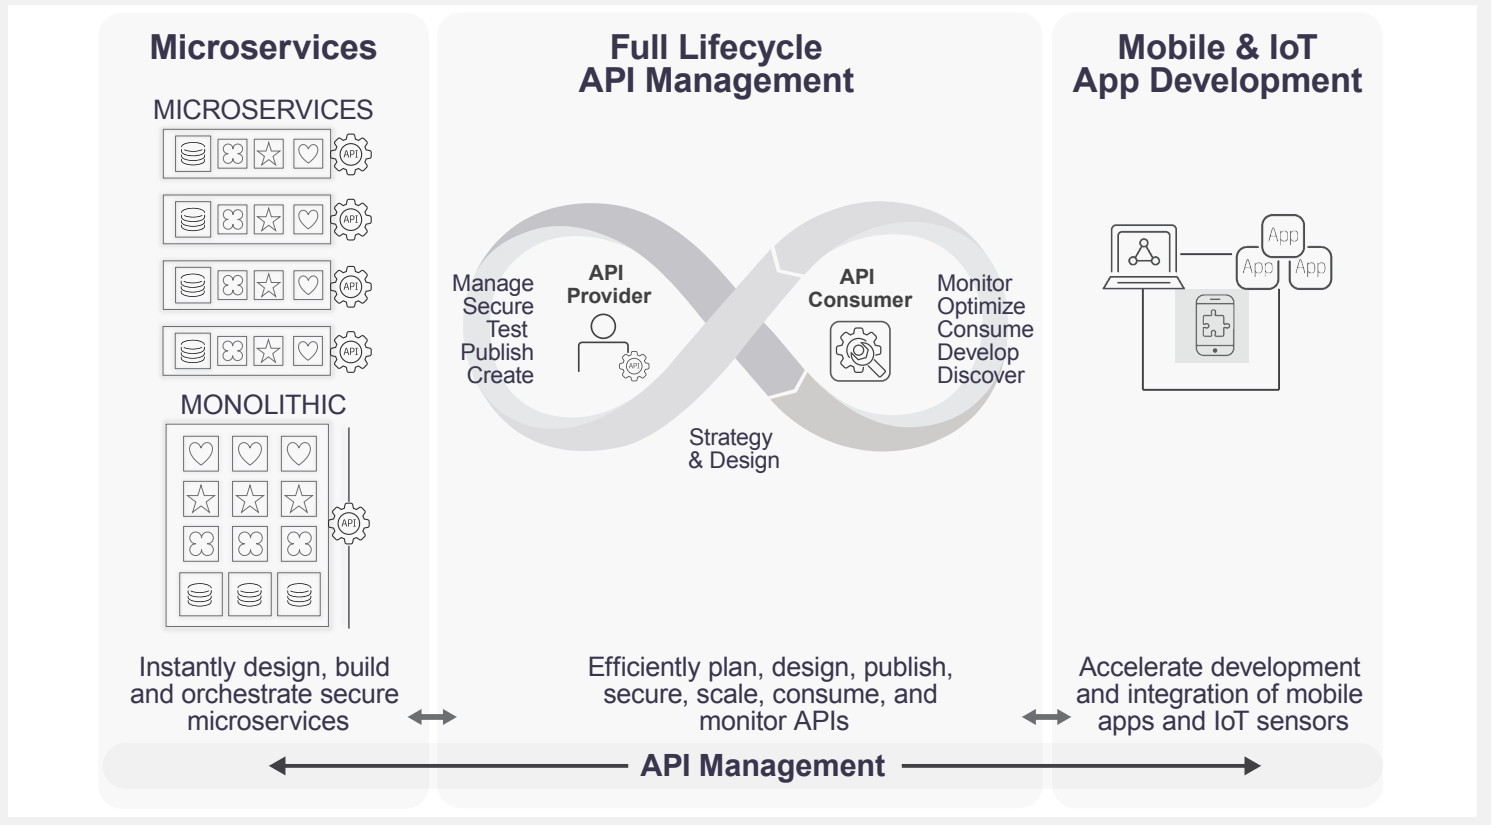 Microservices
MICROSERVICES
API
API
API
API
MONOLITHIC
API
Instantly design, build
and orchestrate secure
microservices
Full Lifecycle
API Management
Manage
Secure
Test
Publish
Create
API
Provider
API
API
Consumer
Monitor
Optimize
Consume
Develop
Discover
Strategy
& Design
Efficiently plan, design, publish,
secure, scale, consume, and
monitor APIs
Mobile & IoT
App Development
App
App
App
Accelerate development
and integration of mobile
apps and IoT sensors
API Management